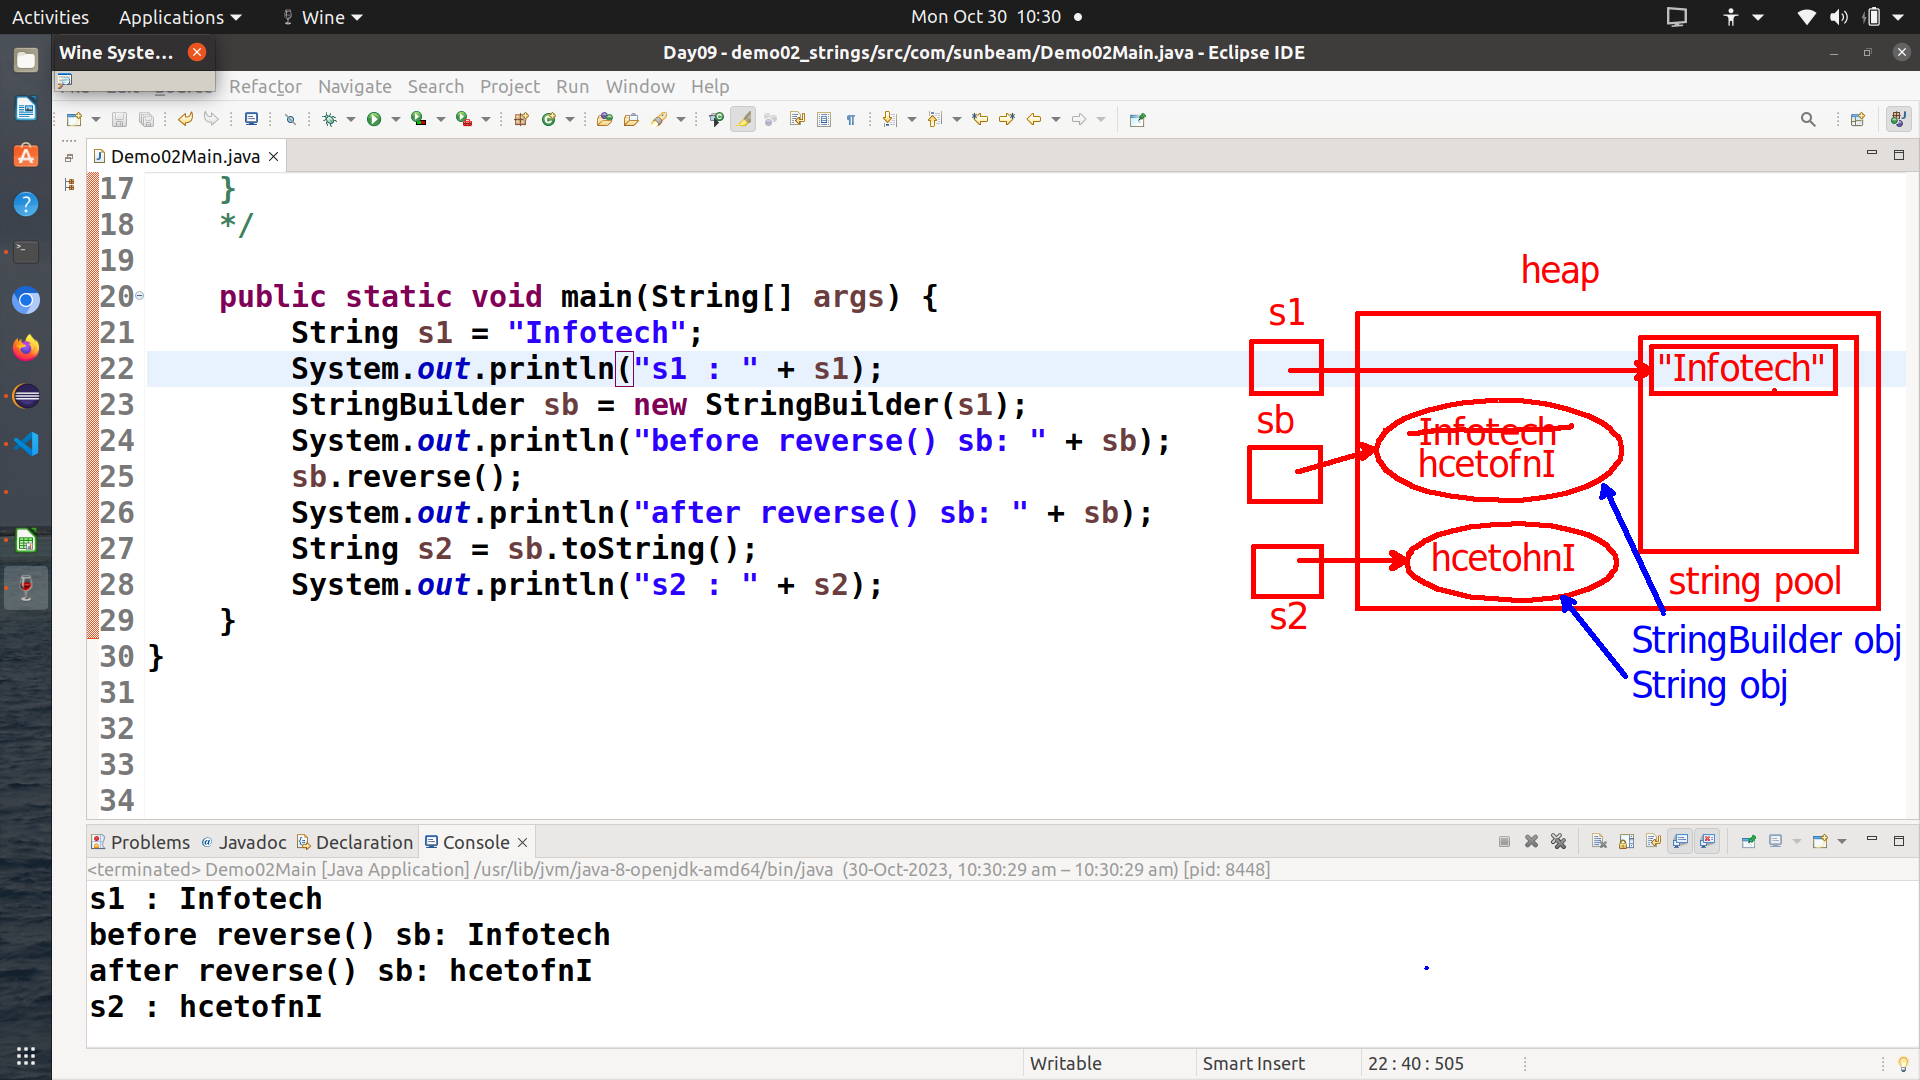 Activities Applications Wine Mon Oct 30 10:30
Wine Syste...
Day09 - demo02_strings/src/com/sunbeam/Demo02Main.java - Eclipse IDE
Refactor Navigate Search Project Run Window Help
Demo02Main.java
17 }
18 */
19
20 public static void main(String[] args) {
21 String s1 = "Infotech";
22 System.out.println("s1 : " + s1);
23 StringBuilder sb = new StringBuilder(s1);
24 System.out.println("before reverse() sb: " + sb);
25 sb.reverse();
26 System.out.println("after reverse() sb: " + sb);
27 String s2 = sb.toString();
28 System.out.println("s2 : " + s2);
29 }
30 }
31
32
33
34
heap
s1
"Infotech"
sb
Infotech
hcetofnI
hcetohnI
s2
string pool
StringBuilder obj
String obj
Problems Javadoc Declaration Console
<terminated> Demo02Main [Java Application] /usr/lib/jvm/java-8-openjdk-amd64/bin/java (30-Oct-2023, 10:30:29 am – 10:30:29 am) [pid: 8448]
s1 : Infotech
before reverse() sb: Infotech
after reverse() sb: hcetofnI
s2 : hcetofnI
Writable Smart Insert 22 : 40 : 505